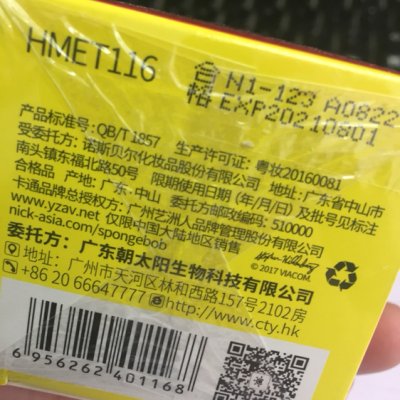 HMET116
合 N1-123 A0822
格 EXP20210801
产品标准号: QB/T 1857 生产许可证: 粤妆20160081
受委托方: 诺斯贝尔化妆品股份有限公司 地址: 广东省中山市
南头镇东福北路50号 限期使用日期 (年/月/日) 及批号见标注
合格品 产地: 广东 · 中山 委托方邮政编码: 510000
卡通品牌总授权方: 广州艺洲人品牌管理股份有限公司
www.yzav.net 仅限中国大陆地区销售
nick-asia.com/spongebob
© 2017 VIACOM.
委托方: 广东朝太阳生物科技有限公司
地址: 广州市天河区林和西路157号2102房
+86 20 66647777 http://www.cty.hk
6 956262 401168